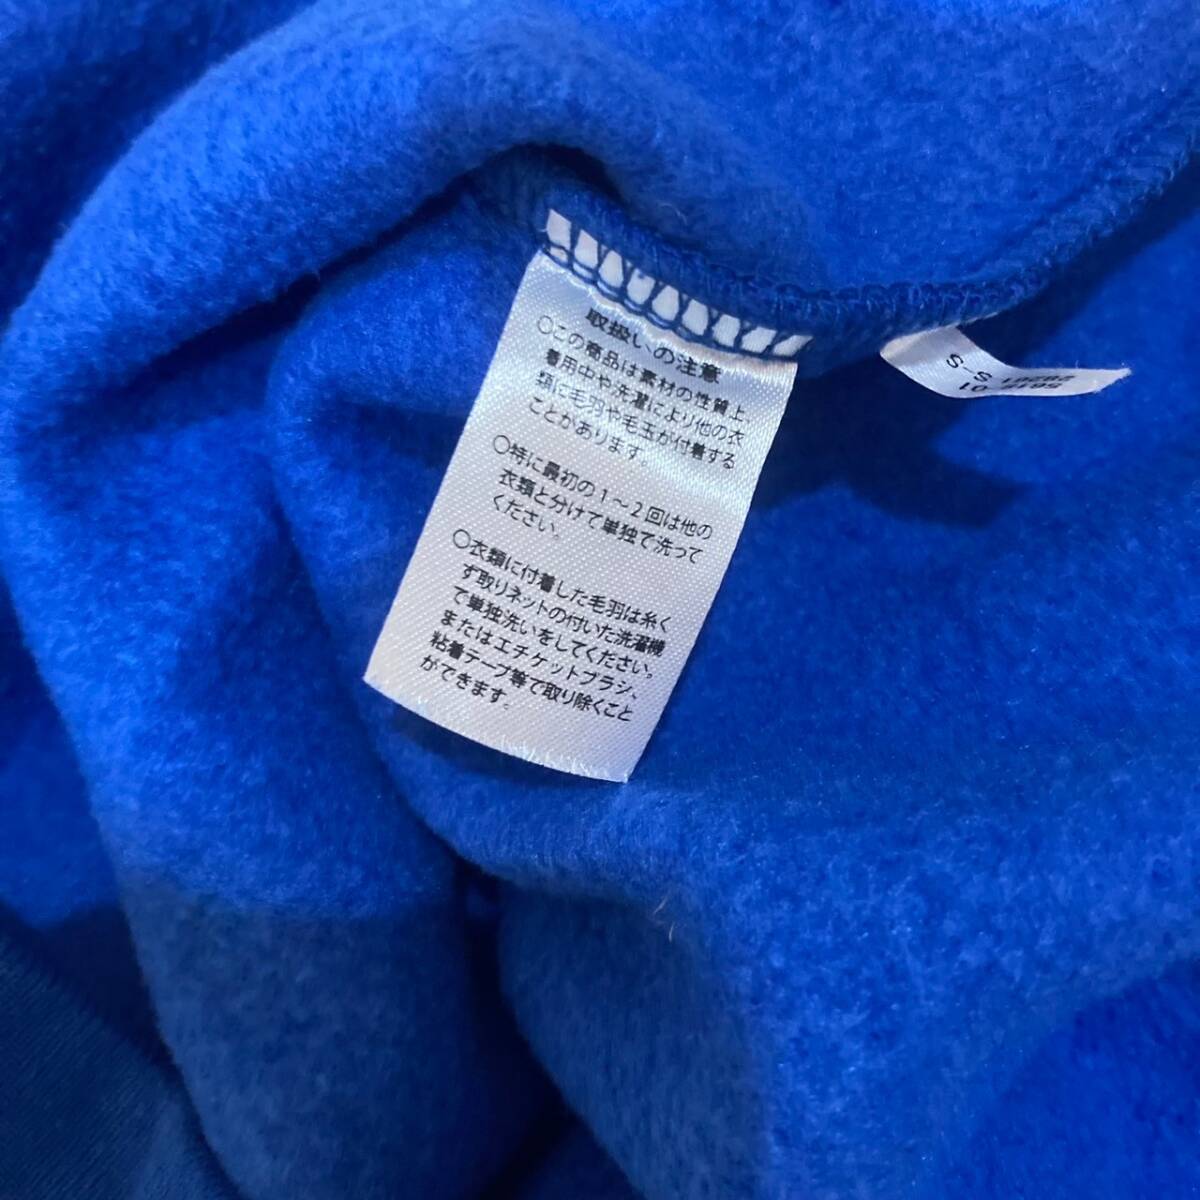 取扱いの注意
○この商品は素材の性質上、
着用中や洗濯により他の衣
類に毛羽や毛玉が付着する
ことがあります。
○特に最初の1～2回は他の
衣類と分けて単独で洗って
ください。
○衣類に付着した毛羽は糸く
ず取りネットの付いた洗濯機
で単独洗いをしてください。
またはエチケットブラシ、
粘着テープ等で取り除くこと
ができます。
S-S